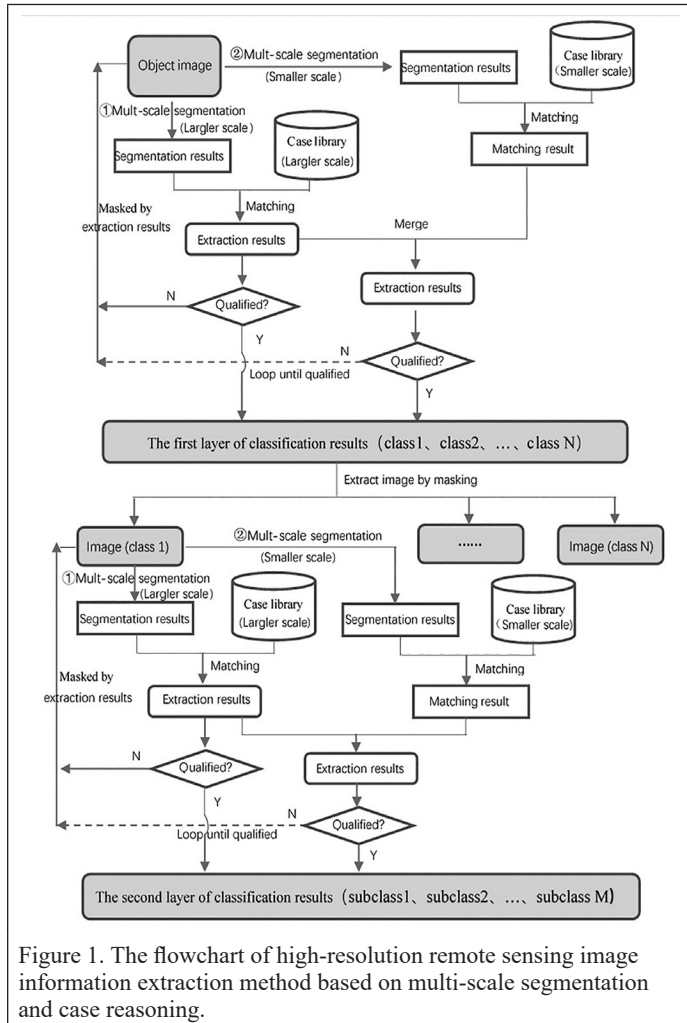 Object image
②Mult-scale segmentation
(Smaller scale)
Segmentation results
Case library
(Smaller scale)
①Mult-scale segmentation
(Largler scale)
Segmentation results
Case library
(Largler scale)
Matching
Matching result
Masked by
extraction results
Matching
Extraction results
Merge
Extraction results
N
Qualified?
Y
N
Qualified?
Loop until qualified
Y
The first layer of classification results (class1、class2、…、class N)
Extract image by masking
Image (class 1)
②Mult-scale segmentation
(Smaller scale)
……
Image (class N)
①Mult-scale segmentation
(Largler scale)
Segmentation results
Case library
(Largler scale)
Segmentation results
Case library
(Smaller scale)
Masked by
extraction results
Matching
Matching
Extraction results
Matching result
N
Qualified?
Extraction results
Y
N
Loop until qualified
Qualified?
Y
The second layer of classification results (subclass1、subclass2、…、subclass M)
Figure 1. The flowchart of high-resolution remote sensing image
information extraction method based on multi-scale segmentation
and case reasoning.